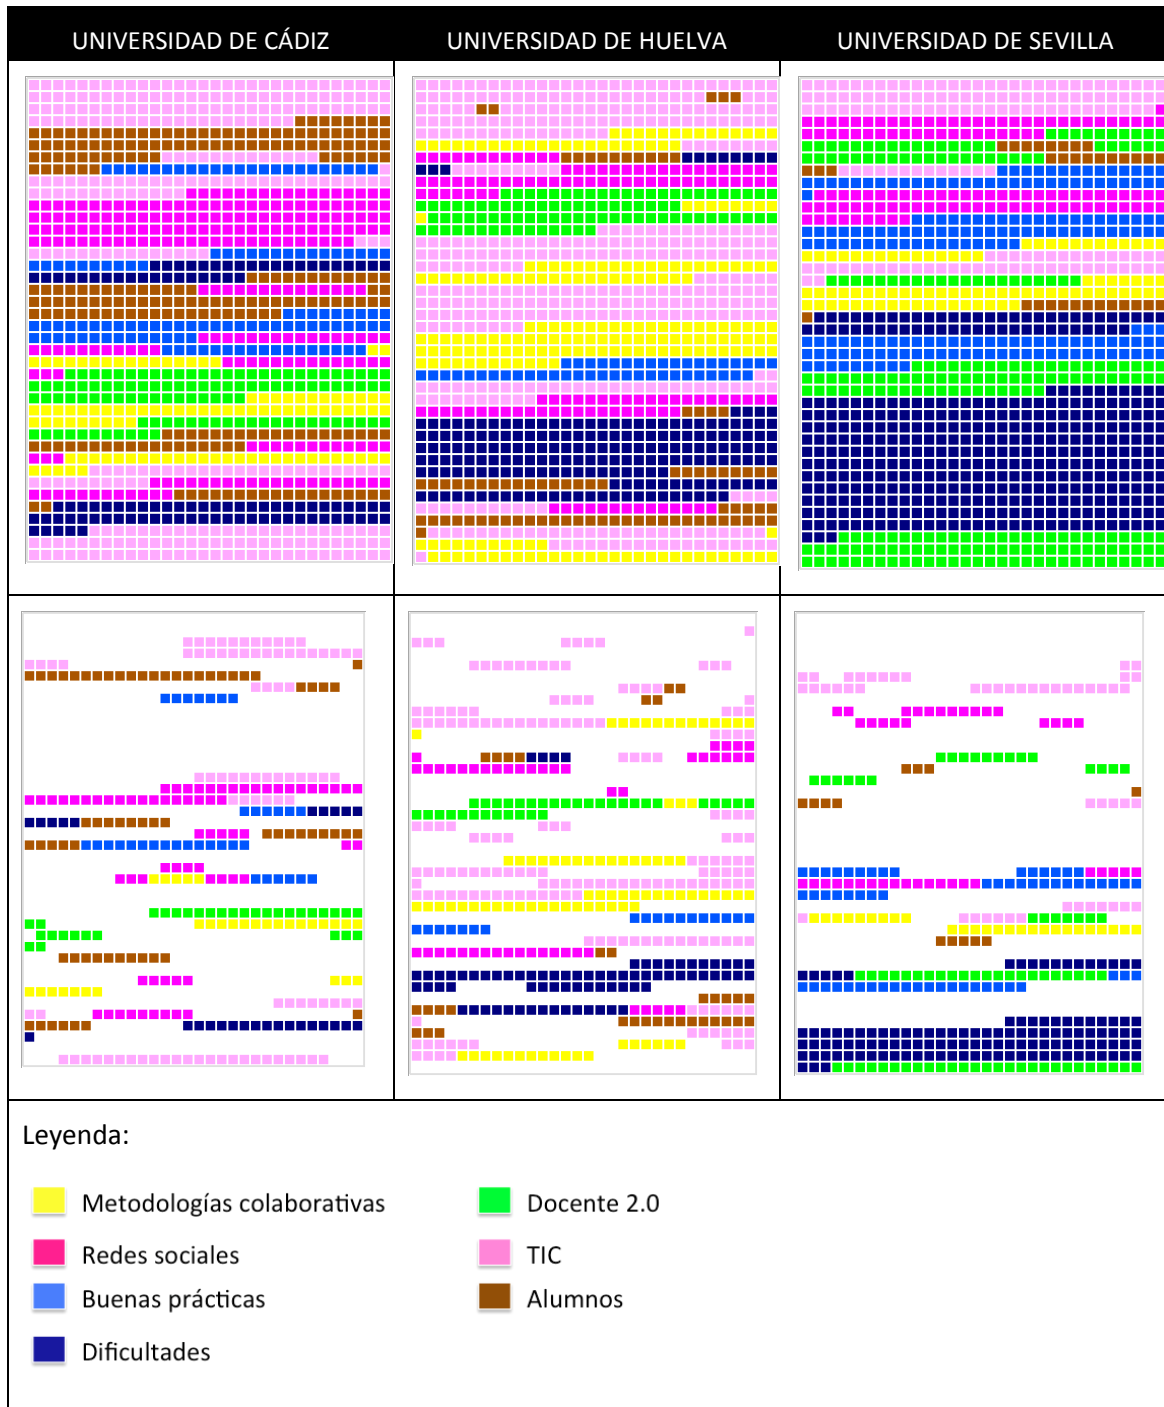 UNIVERSIDAD DE CÁDIZ
UNIVERSIDAD DE HUELVA
UNIVERSIDAD DE SEVILLA
Leyenda:
Metodologías colaborativas
Docente 2.0
Redes sociales
TIC
Buenas prácticas
Alumnos
Dificultades